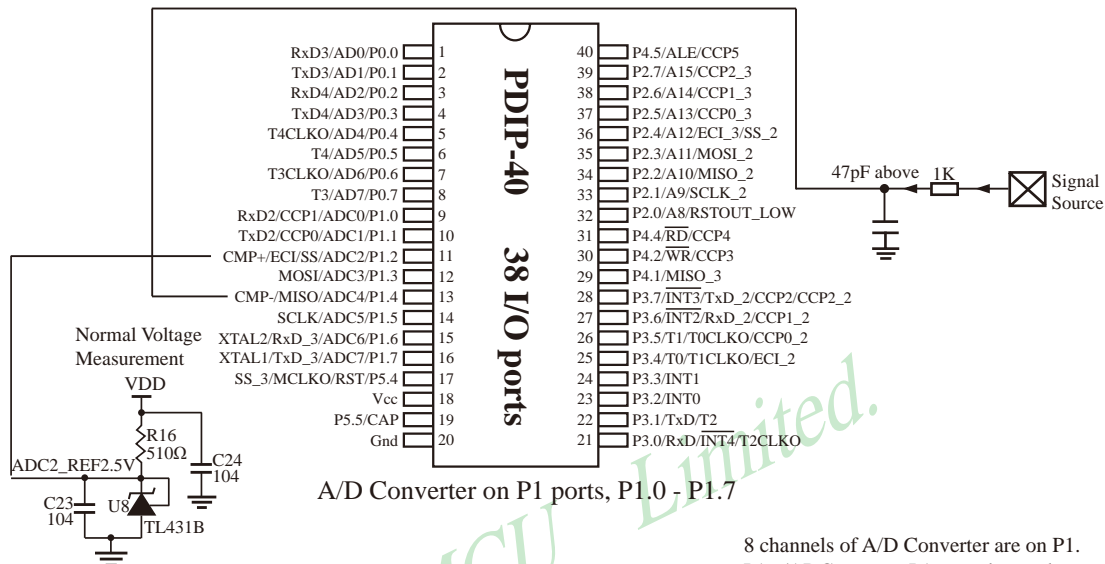 RxD3/AD0/P0.0 1
TxD3/AD1/P0.1 2
RxD4/AD2/P0.2 3
TxD4/AD3/P0.3 4
T4CLKO/AD4/P0.4 5
T4/AD5/P0.5 6
T3CLKO/AD6/P0.6 7
T3/AD7/P0.7 8
RxD2/CCP1/ADC0/P1.0 9
TxD2/CCP0/ADC1/P1.1 10
CMP+/ECI/SS/ADC2/P1.2 11
MOSI/ADC3/P1.3 12
CMP-/MISO/ADC4/P1.4 13
SCLK/ADC5/P1.5 14
XTAL2/RxD_3/ADC6/P1.6 15
XTAL1/TxD_3/ADC7/P1.7 16
SS_3/MCLKO/RST/P5.4 17
Vcc 18
P5.5/CAP 19
Gnd 20
PDIP-40 38 I/O ports
40 P4.5/ALE/CCP5
39 P2.7/A15/CCP2_3
38 P2.6/A14/CCP1_3
37 P2.5/A13/CCP0_3
36 P2.4/A12/ECI_3/SS_2
35 P2.3/A11/MOSI_2
34 P2.2/A10/MISO_2
33 P2.1/A9/SCLK_2
32 P2.0/A8/RSTOUT_LOW
31 P4.4/RD/CCP4
30 P4.2/WR/CCP3
29 P4.1/MISO_3
28 P3.7/INT3/TxD_2/CCP2/CCP2_2
27 P3.6/INT2/RxD_2/CCP1_2
26 P3.5/T1/T0CLKO/CCP0_2
25 P3.4/T0/T1CLKO/ECI_2
24 P3.3/INT1
23 P3.2/INT0
22 P3.1/TxD/T2
21 P3.0/RxD/INT4/T2CLKO
47pF above
1K
Signal
Source
Normal Voltage
Measurement
VDD
R16
510Ω
C24
104
ADC2_REF2.5V
C23
104
U8
TL431B
A/D Converter on P1 ports, P1.0 - P1.7
MCU Limited.
8 channels of A/D Converter are on P1.